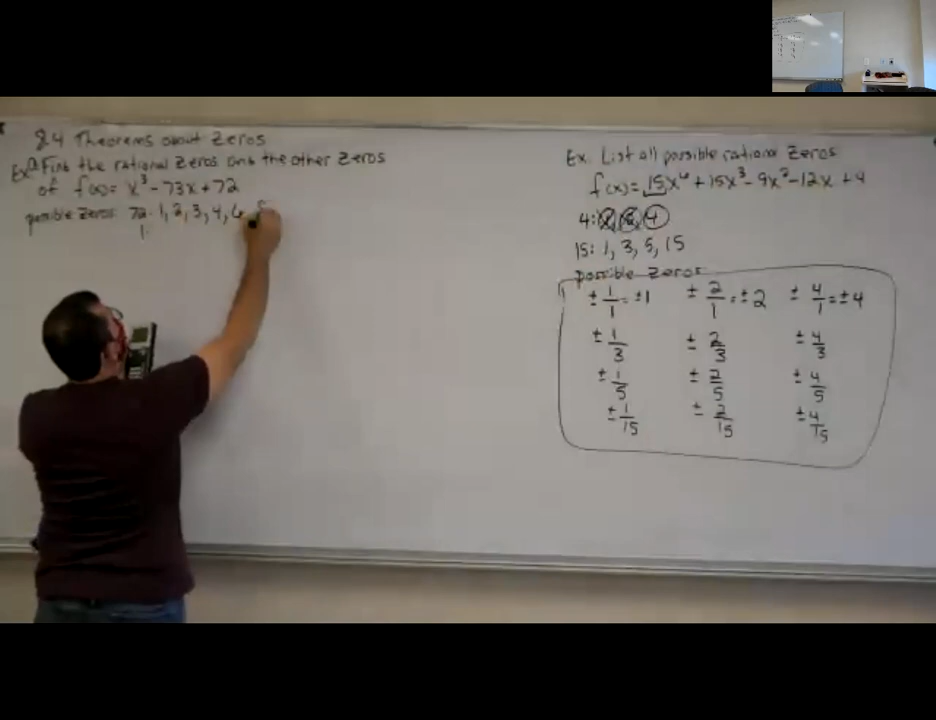 8.4 Theorems about Zeros
Ex. Find the rational zeros and the other zeros
of f(x) = x³ - 73x + 72
possible zeros: 72: 1, 2, 3, 4, 6,
1:
Ex. List all possible rational zeros
f(x) = 15x⁶ + 15x³ - 9x² - 12x + 4
4: 1, 2, 4
15: 1, 3, 5, 15
possible zeros:
± 1/1 = ±1 ± 2/1 = ±2 ± 4/1 = ±4
± 1/3 ± 2/3 ± 4/3
± 1/5 ± 2/5 ± 4/5
± 1/15 ± 2/15 ± 4/15